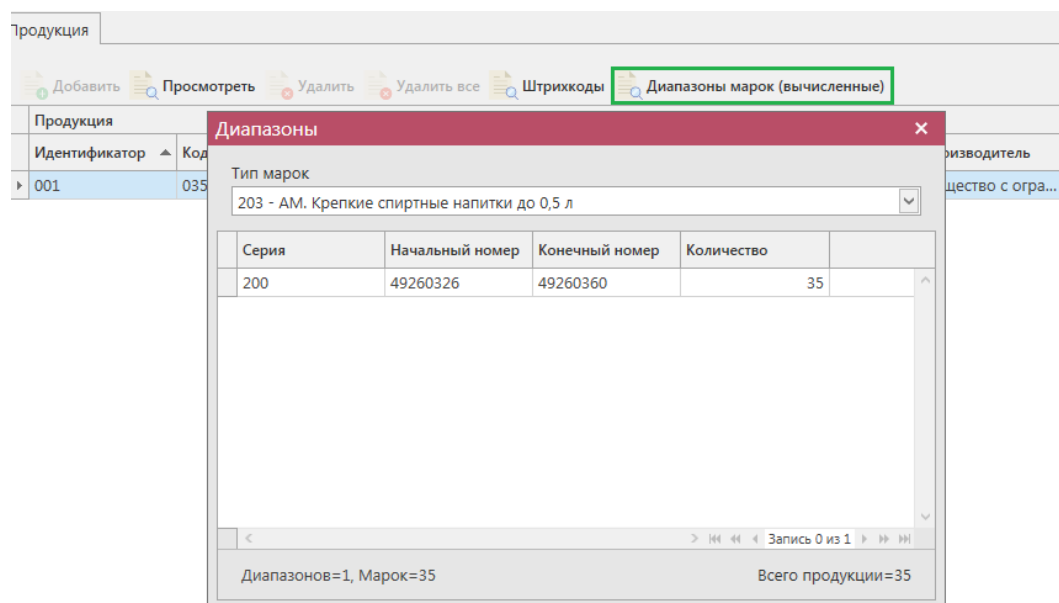 Продукция
Добавить Просмотреть Удалить Удалить все Штрихкоды Диапазоны марок (вычисленные)
Продукция
Идентификатор Код
001 035
Диапазоны
Тип марок
203 - АМ. Крепкие спиртные напитки до 0,5 л
Серия Начальный номер Конечный номер Количество
200 49260326 49260360 35
Запись 0 из 1
Диапазонов=1, Марок=35 Всего продукции=35
изводитель
щество с огра...